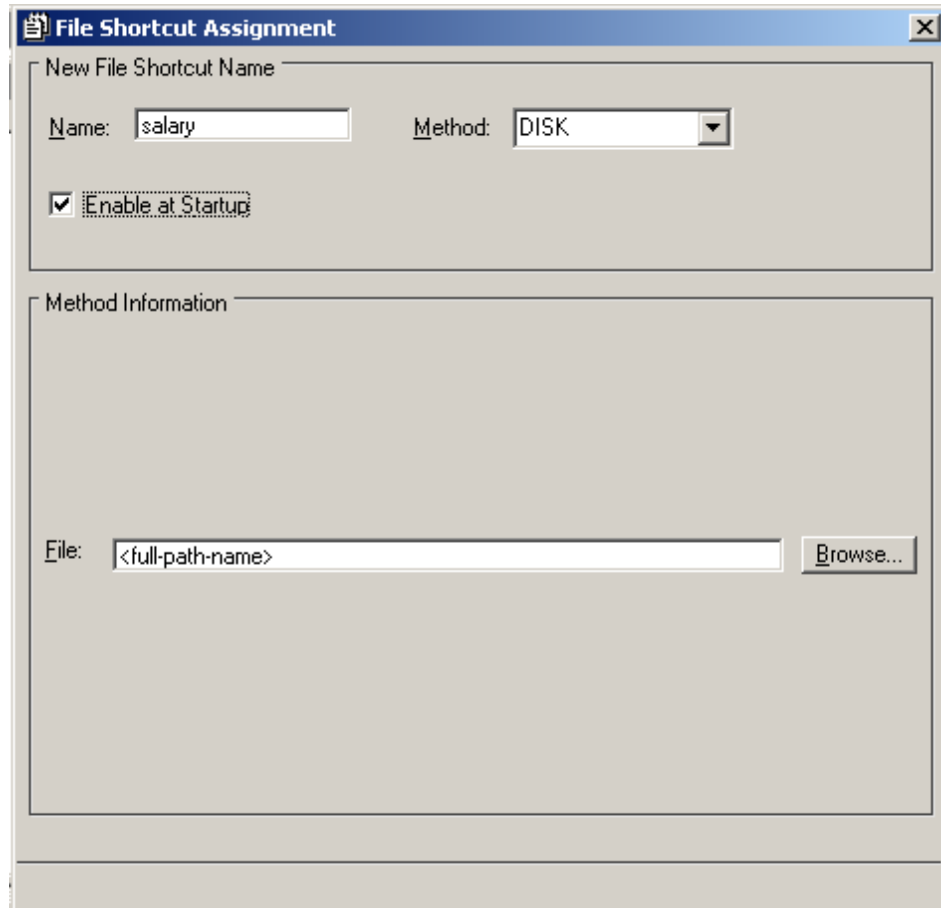 File Shortcut Assignment
New File Shortcut Name
Name: salary Method: DISK
Enable at Startup
Method Information
File: <full-path-name> Browse...